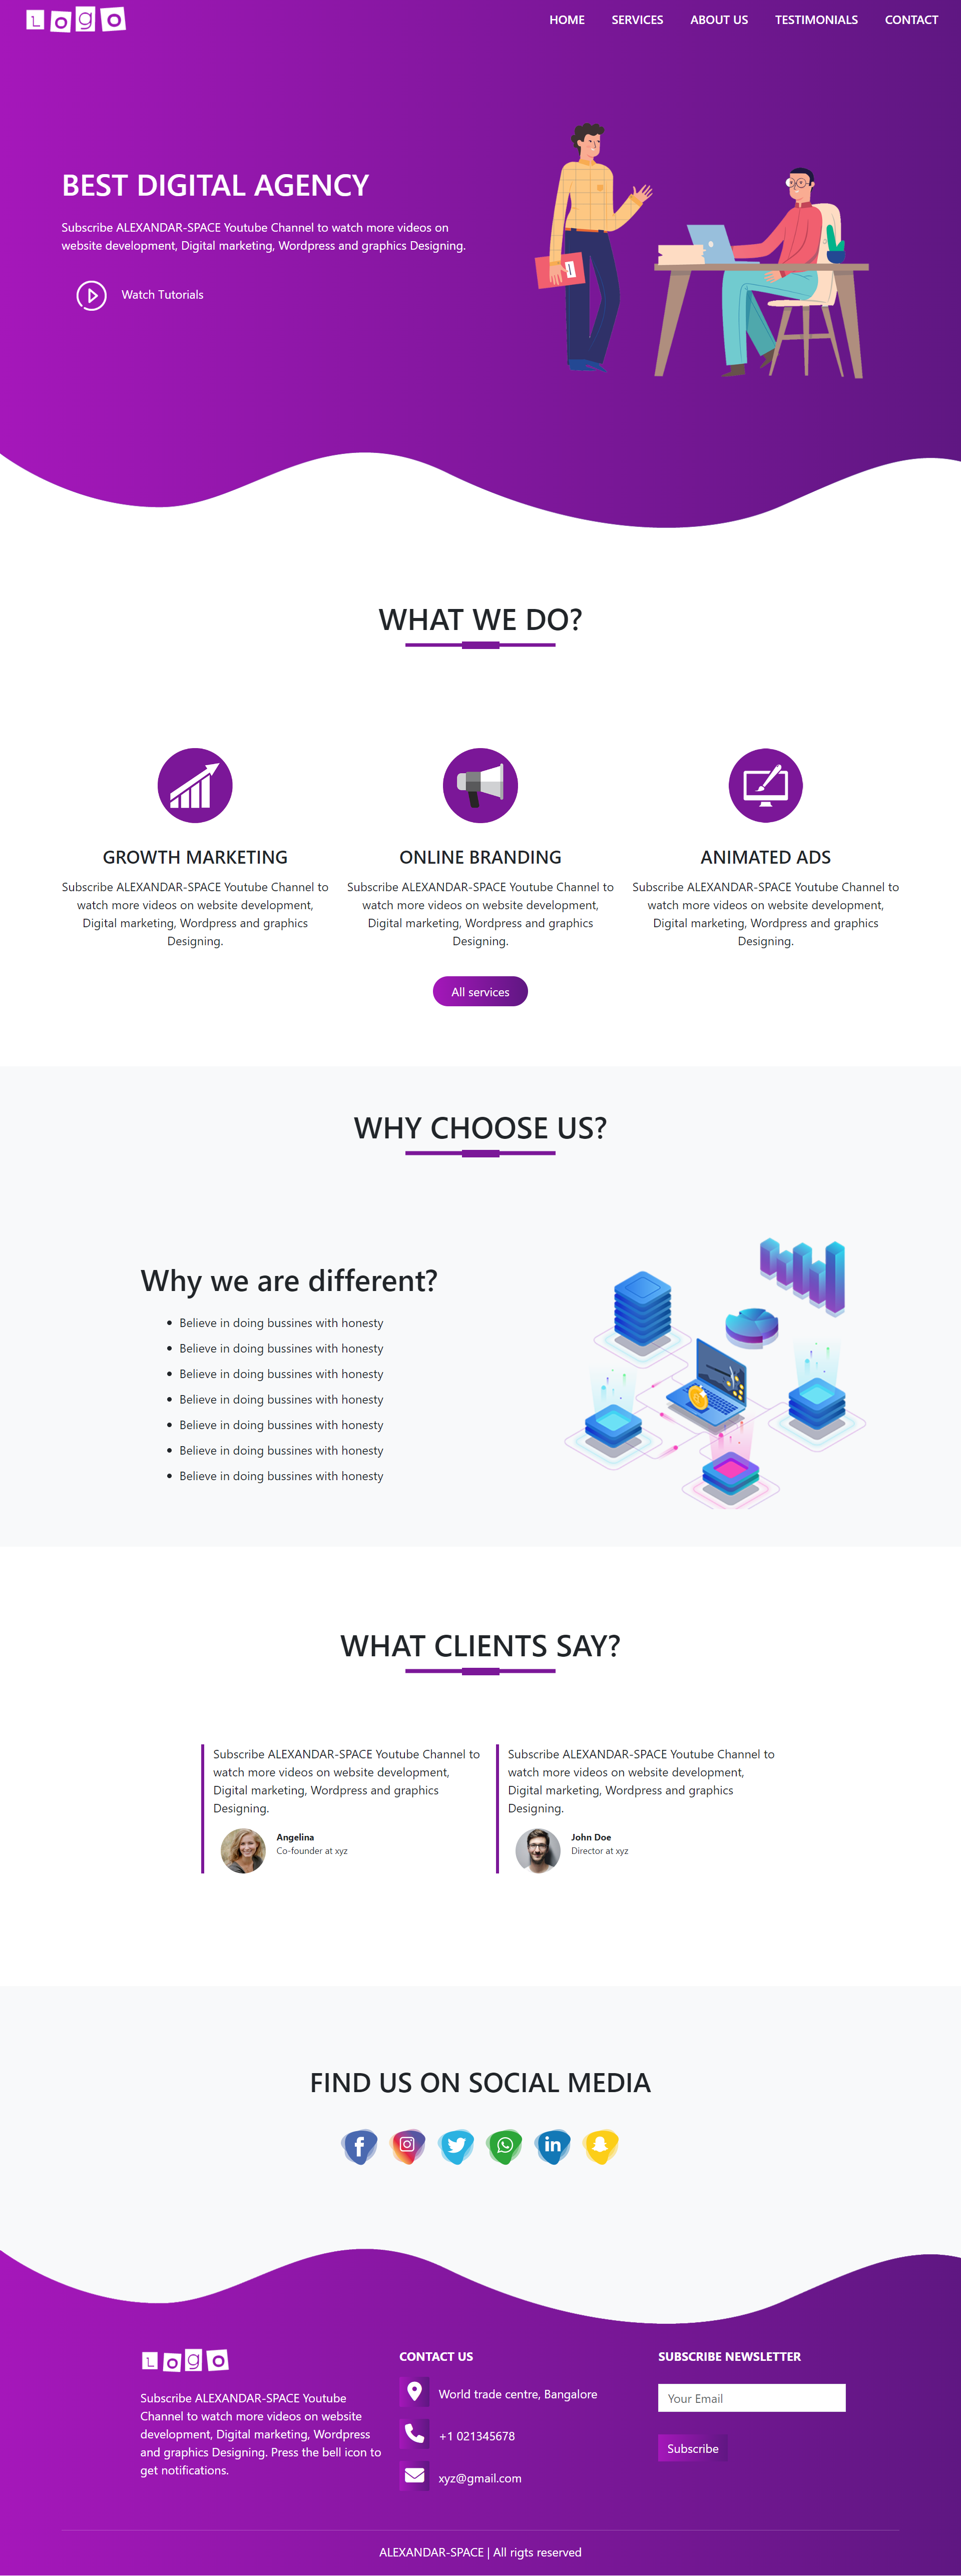 LOgO
HOME SERVICES ABOUT US TESTIMONIALS CONTACT
BEST DIGITAL AGENCY
Subscribe ALEXANDAR-SPACE Youtube Channel to watch more videos on
website development, Digital marketing, Wordpress and graphics Designing.
Watch Tutorials
WHAT WE DO?
GROWTH MARKETING
Subscribe ALEXANDAR-SPACE Youtube Channel to
watch more videos on website development,
Digital marketing, Wordpress and graphics
Designing.
ONLINE BRANDING
Subscribe ALEXANDAR-SPACE Youtube Channel to
watch more videos on website development,
Digital marketing, Wordpress and graphics
Designing.
ANIMATED ADS
Subscribe ALEXANDAR-SPACE Youtube Channel to
watch more videos on website development,
Digital marketing, Wordpress and graphics
Designing.
All services
WHY CHOOSE US?
Why we are different?
Believe in doing bussines with honesty
Believe in doing bussines with honesty
Believe in doing bussines with honesty
Believe in doing bussines with honesty
Believe in doing bussines with honesty
Believe in doing bussines with honesty
Believe in doing bussines with honesty
WHAT CLIENTS SAY?
Subscribe ALEXANDAR-SPACE Youtube Channel to
watch more videos on website development,
Digital marketing, Wordpress and graphics
Designing.
Angelina
Co-founder at xyz
Subscribe ALEXANDAR-SPACE Youtube Channel to
watch more videos on website development,
Digital marketing, Wordpress and graphics
Designing.
John Doe
Director at xyz
FIND US ON SOCIAL MEDIA
LOgO
Subscribe ALEXANDAR-SPACE Youtube
Channel to watch more videos on website
development, Digital marketing, Wordpress
and graphics Designing. Press the bell icon to
get notifications.
CONTACT US
World trade centre, Bangalore
+1 021345678
xyz@gmail.com
SUBSCRIBE NEWSLETTER
Your Email
Subscribe
ALEXANDAR-SPACE | All rigts reserved